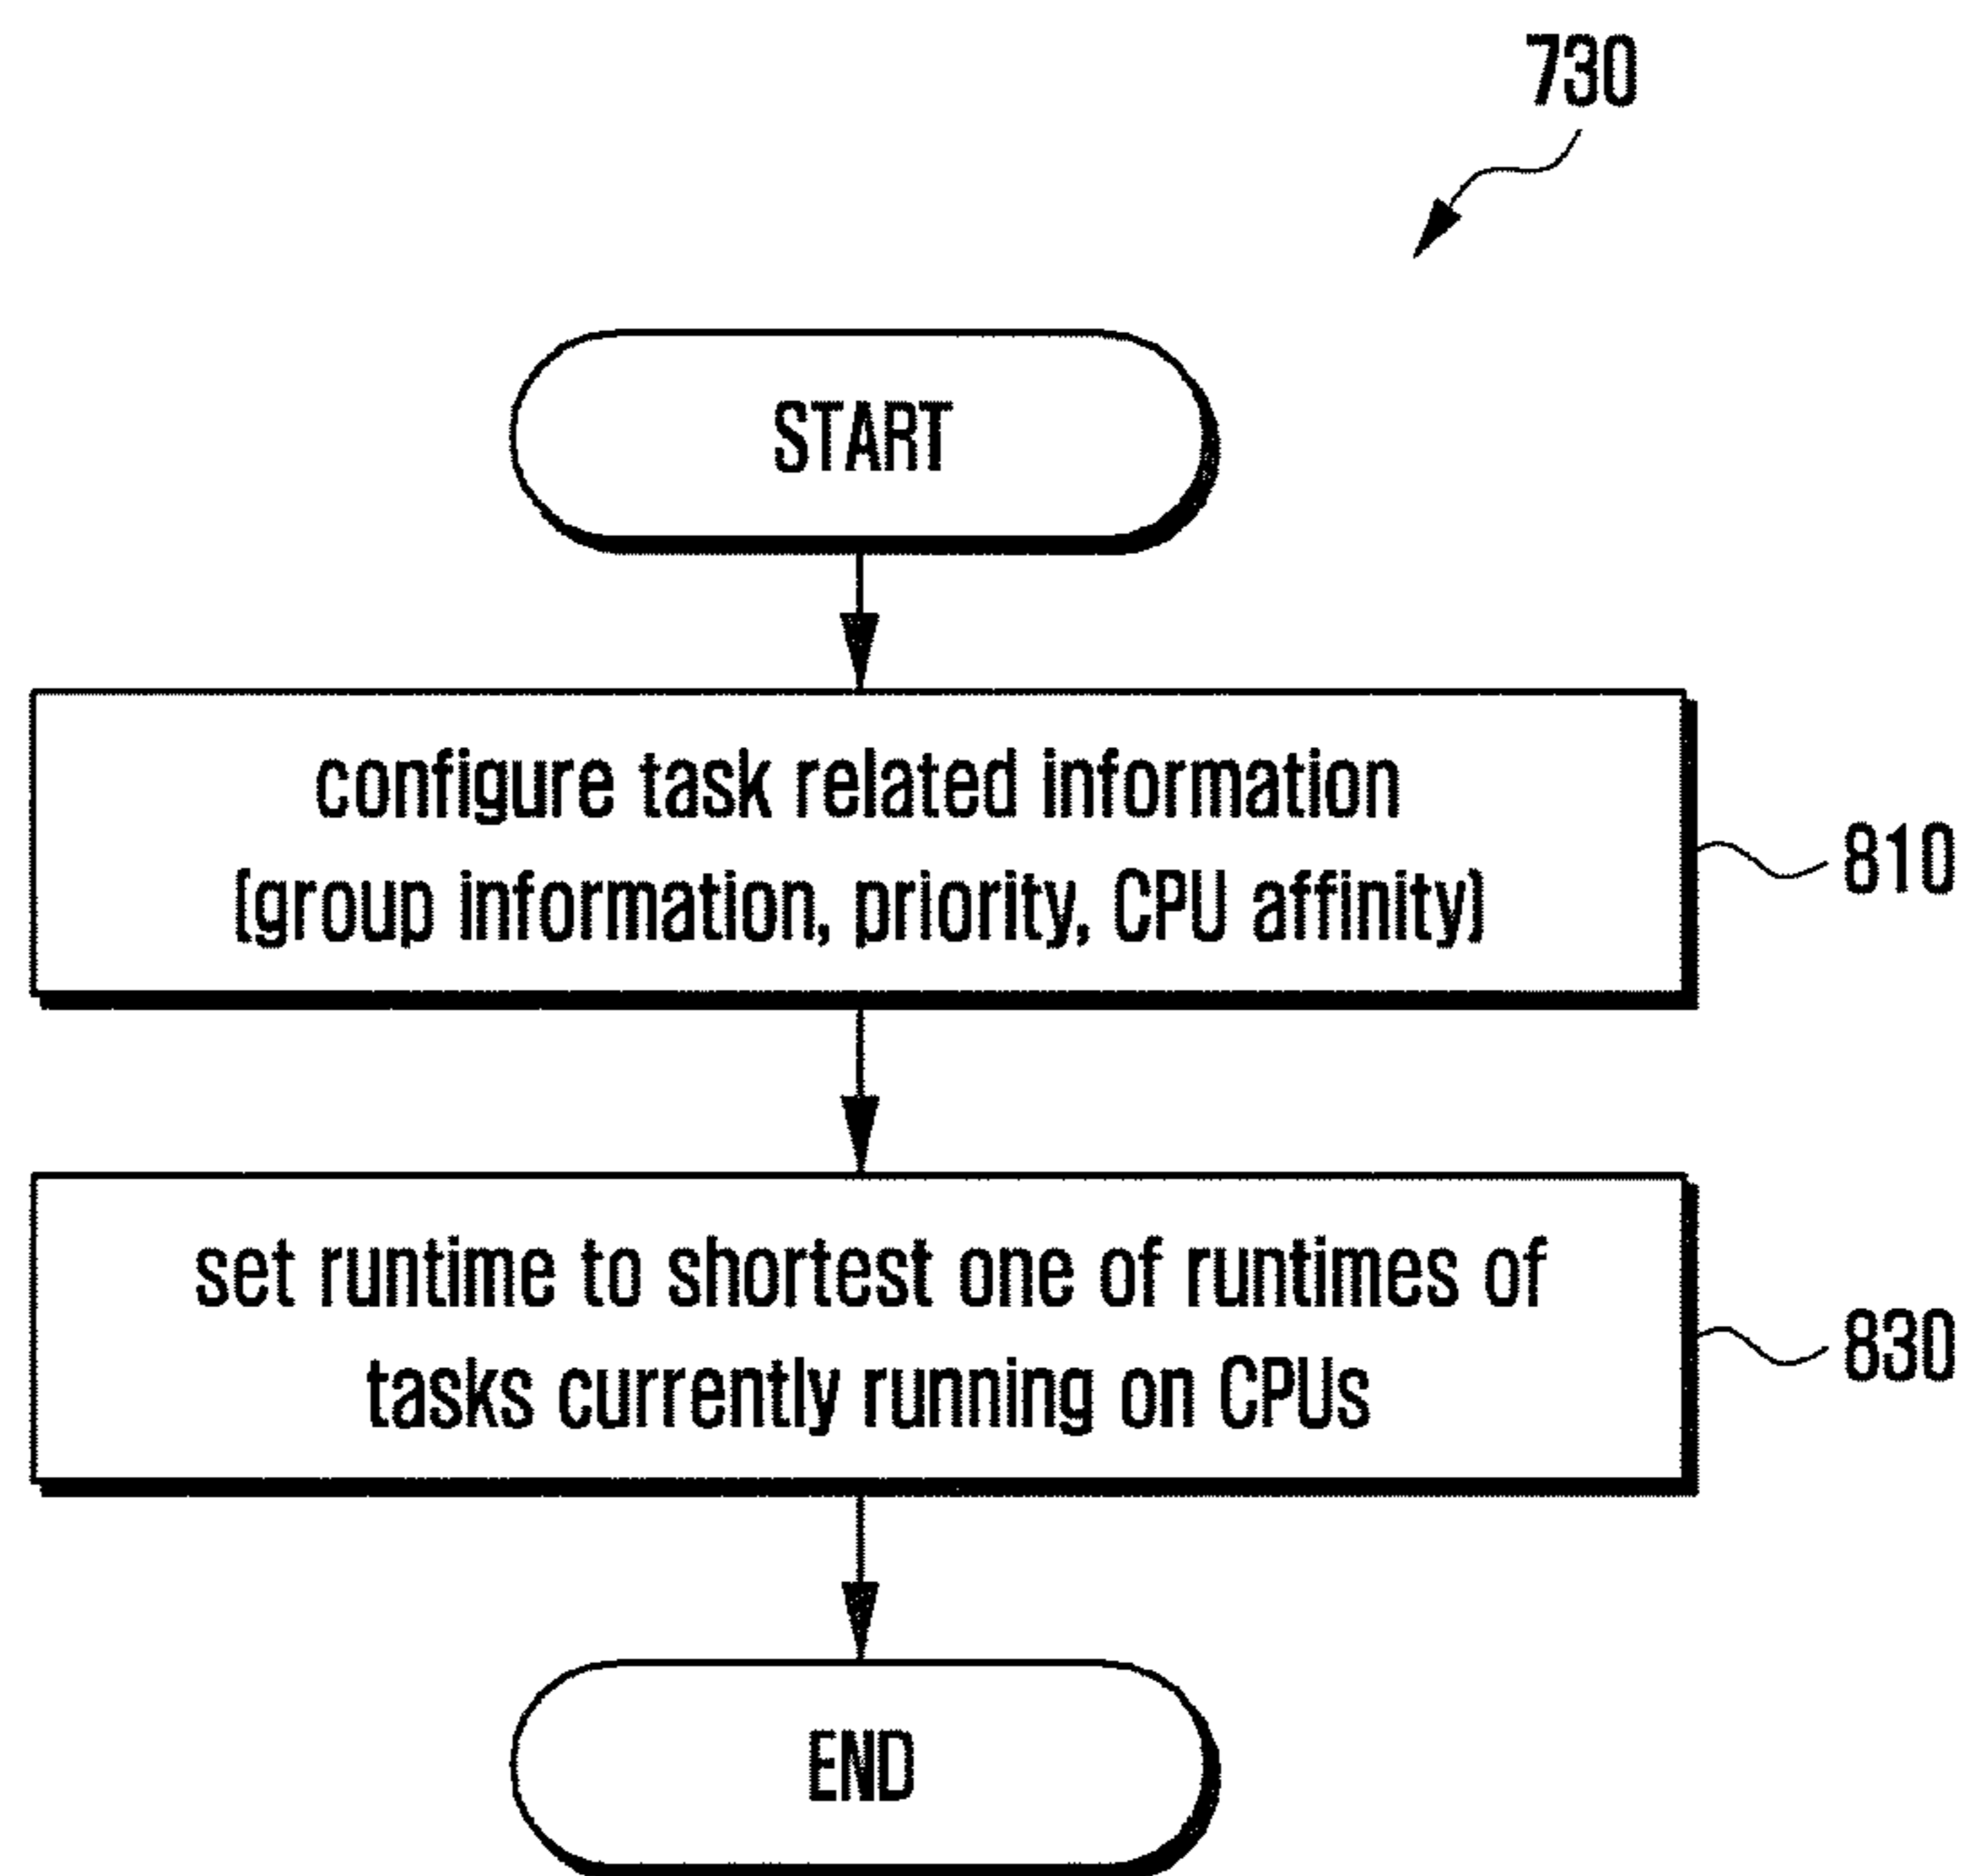 730
START
configure task related information
(group information, priority, CPU affinity)
810
set runtime to shortest one of runtimes of
tasks currently running on CPUs
830
END